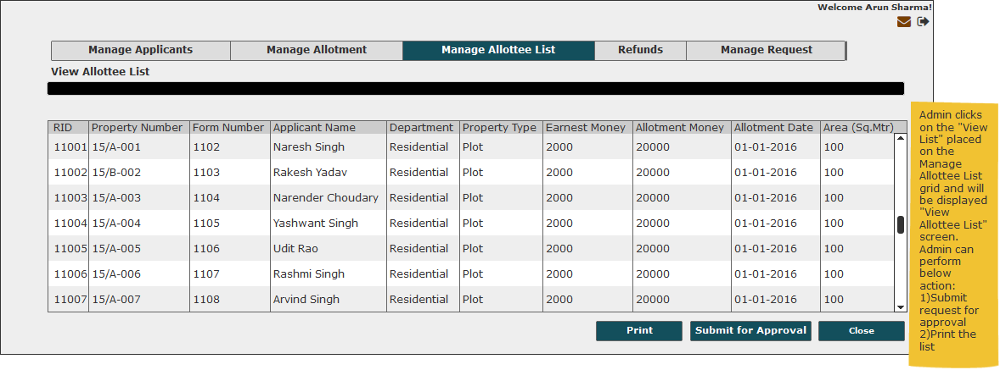 Welcome Arun Sharma!
Manage Applicants Manage Allotment Manage Allottee List Refunds Manage Request
View Allottee List
RID Property Number Form Number Applicant Name Department Property Type Earnest Money Allotment Money Allotment Date Area (Sq.Mtr)
11001 15/A-001 1102 Naresh Singh Residential Plot 2000 20000 01-01-2016 100
11002 15/B-002 1103 Rakesh Yadav Residential Plot 2000 20000 01-01-2016 100
11003 15/A-003 1104 Narender Choudary Residential Plot 2000 20000 01-01-2016 100
11004 15/A-004 1105 Yashwant Singh Residential Plot 2000 20000 01-01-2016 100
11005 15/A-005 1106 Udit Rao Residential Plot 2000 20000 01-01-2016 100
11006 15/A-006 1107 Rashmi Singh Residential Plot 2000 20000 01-01-2016 100
11007 15/A-007 1108 Arvind Singh Residential Plot 2000 20000 01-01-2016 100
Print Submit for Approval Close
Admin clicks
on the "View
List" placed
on the
Manage
Allottee List
grid and will
be displayed
"View
Allottee List"
screen.
Admin can
perform
below
action:
1)Submit
request for
approval
2)Print the
list